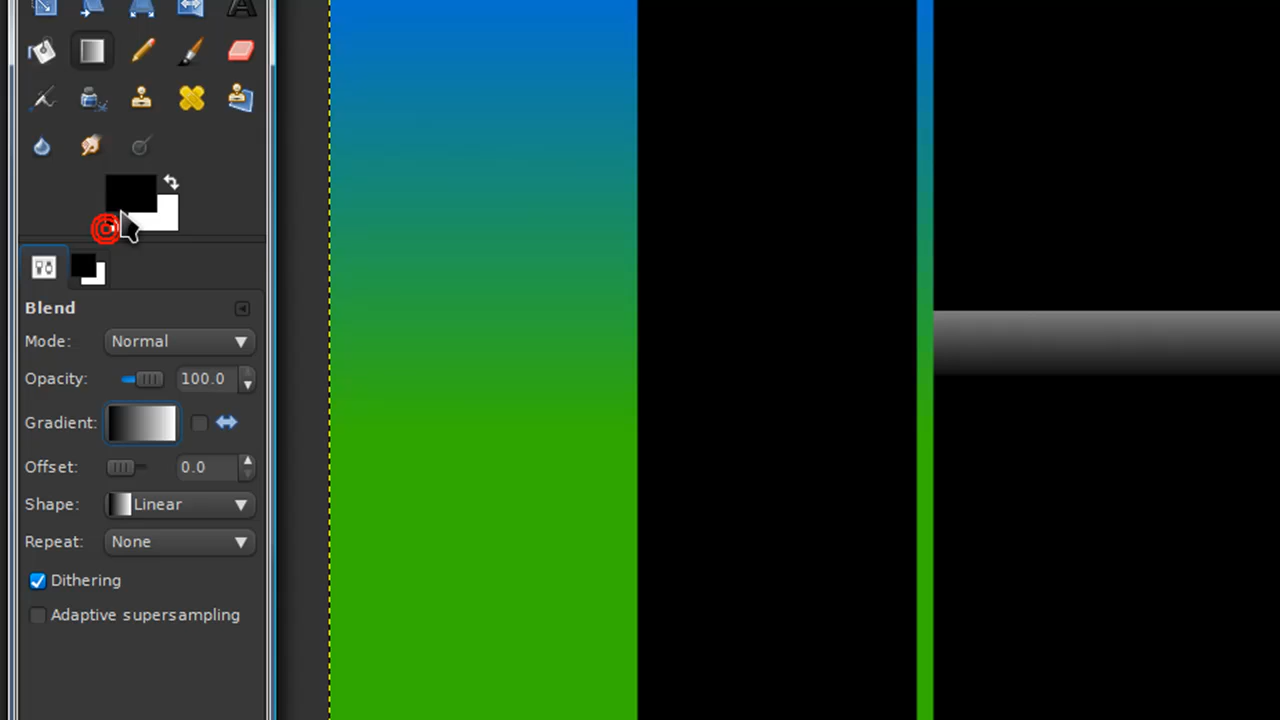 Blend
Mode: Normal
Opacity: 100.0
Gradient:
Offset: 0.0
Shape: Linear
Repeat: None
Dithering
Adaptive supersampling